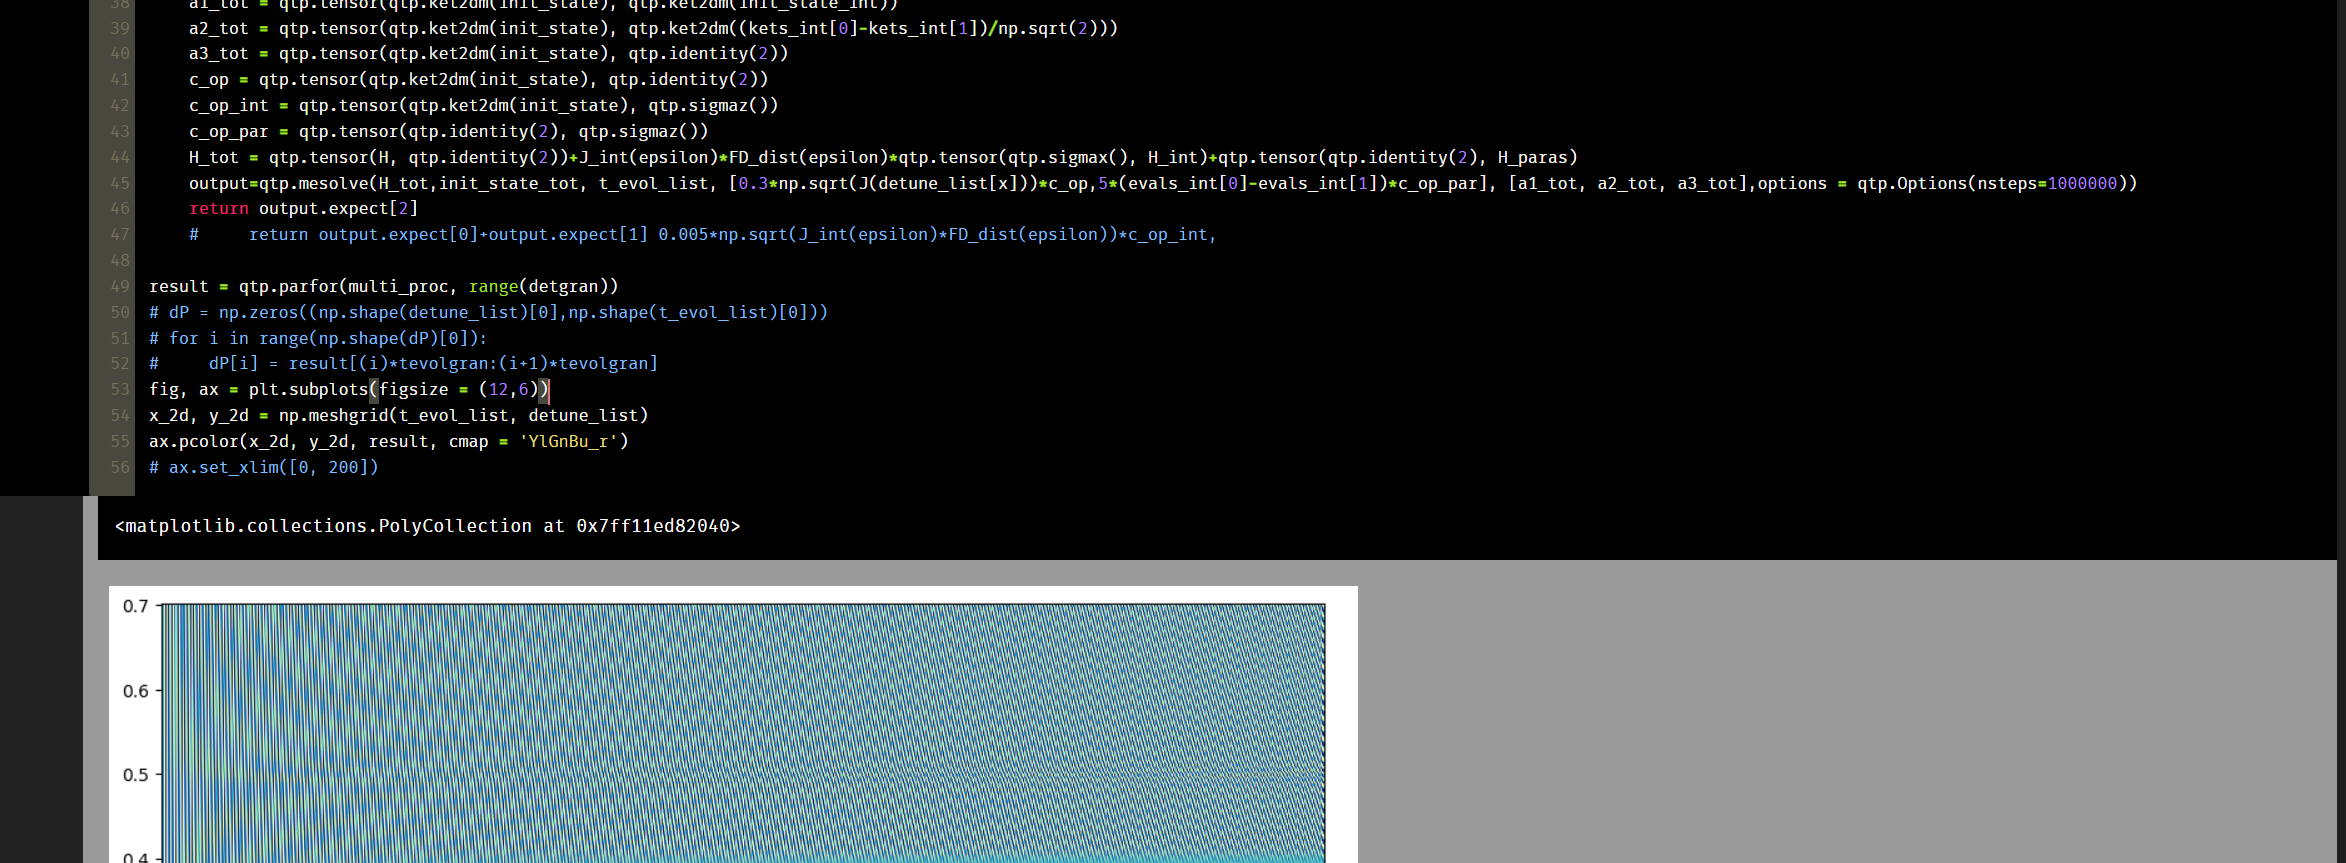 38 a1_tot = qtp.tensor(qtp.ket2dm(init_state), qtp.ket2dm(init_state_int))
39 a2_tot = qtp.tensor(qtp.ket2dm(init_state), qtp.ket2dm((kets_int[0]-kets_int[1])/np.sqrt(2)))
40 a3_tot = qtp.tensor(qtp.ket2dm(init_state), qtp.identity(2))
41 c_op = qtp.tensor(qtp.ket2dm(init_state), qtp.identity(2))
42 c_op_int = qtp.tensor(qtp.ket2dm(init_state), qtp.sigmaz())
43 c_op_par = qtp.tensor(qtp.identity(2), qtp.sigmaz())
44 H_tot = qtp.tensor(H, qtp.identity(2))+J_int(epsilon)*FD_dist(epsilon)*qtp.tensor(qtp.sigmax(), H_int)+qtp.tensor(qtp.identity(2), H_paras)
45 output=qtp.mesolve(H_tot,init_state_tot, t_evol_list, [0.3*np.sqrt(J(detune_list[x]))*c_op,5*(evals_int[0]-evals_int[1])*c_op_par], [a1_tot, a2_tot, a3_tot],options = qtp.Options(nsteps=1000000))
46 return output.expect[2]
47 # return output.expect[0]+output.expect[1] 0.005*np.sqrt(J_int(epsilon)*FD_dist(epsilon))*c_op_int,
48
49 result = qtp.parfor(multi_proc, range(detgran))
50 # dP = np.zeros((np.shape(detune_list)[0],np.shape(t_evol_list)[0]))
51 # for i in range(np.shape(dP)[0]):
52 # dP[i] = result[(i)*tevolgran:(i+1)*tevolgran]
53 fig, ax = plt.subplots(figsize = (12,6))
54 x_2d, y_2d = np.meshgrid(t_evol_list, detune_list)
55 ax.pcolor(x_2d, y_2d, result, cmap = 'YlGnBu_r')
56 # ax.set_xlim([0, 200])
<matplotlib.collections.PolyCollection at 0x7ff11ed82040>
0.7
0.6
0.5
0.4